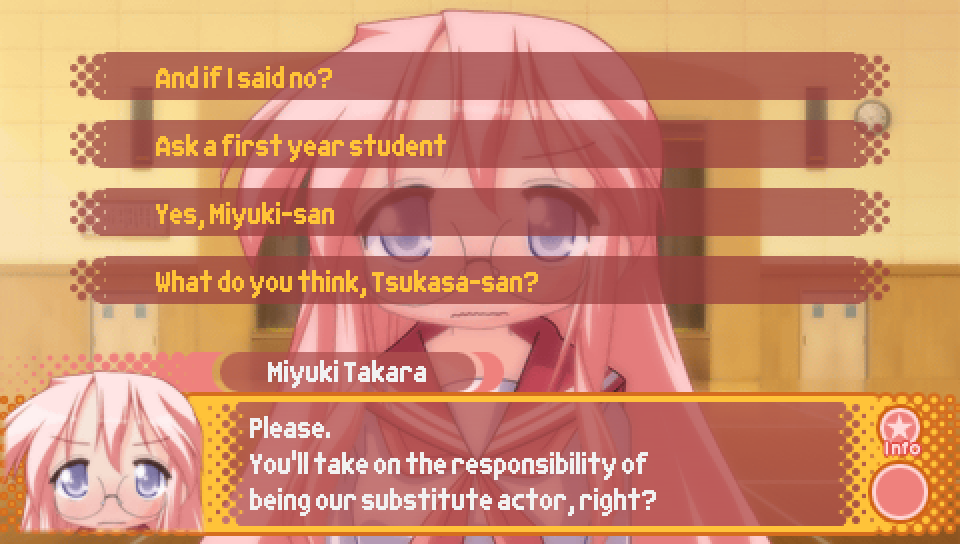 And if I said no?
Ask a first year student
Yes, Miyuki-san
What do you think, Tsukasa-san?
Miyuki Takara
Please.
You'll take on the responsibility of
being our substitute actor, right?
Info